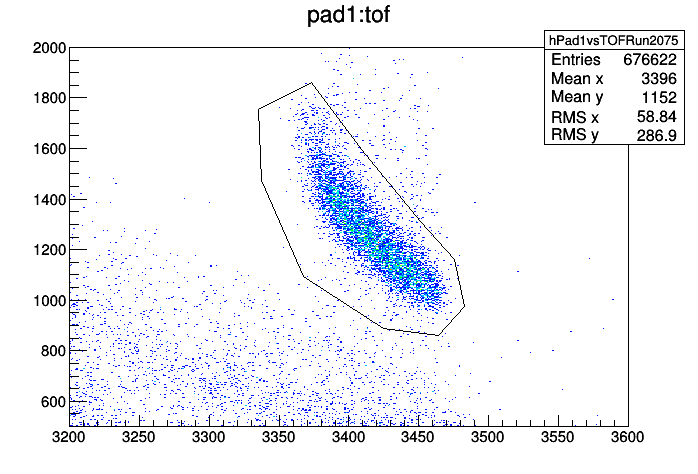 pad1:tof
hPad1vsTOFRun2075
Entries 676622
Mean x 3396
Mean y 1152
RMS x 58.84
RMS y 286.9
2000
1800
1600
1400
1200
1000
800
600
3200 3250 3300 3350 3400 3450 3500 3550 3600